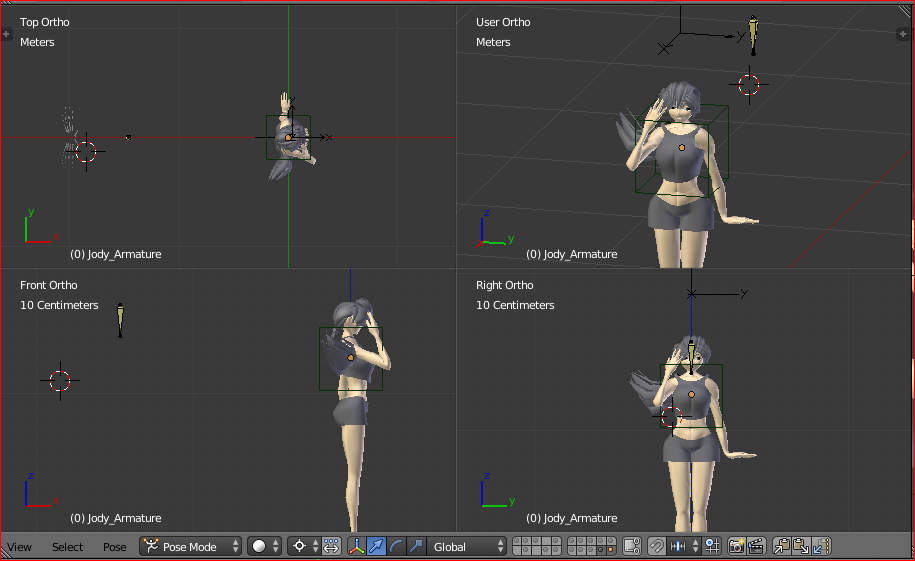 Top Ortho
Meters
y
x
(0) Jody_Armature
User Ortho
Meters
X
y
z
y
(0) Jody_Armature
Front Ortho
10 Centimeters
z
x
(0) Jody_Armature
Right Ortho
10 Centimeters
X
y
z
y
(0) Jody_Armature
View Select Pose Pose Mode Global